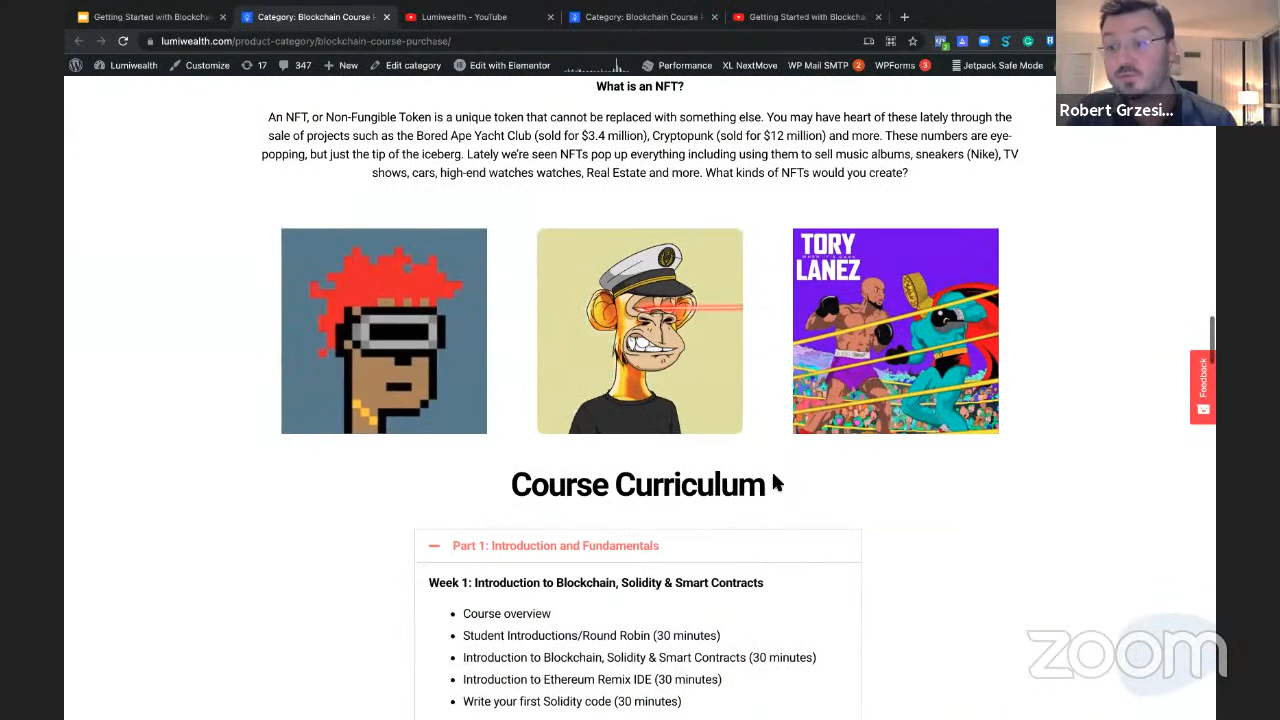 Getting Started with Blockchain
Category: Blockchain Course
Lumiwealth - YouTube
Category: Blockchain Course
Getting Started with Blockcha
lumiwealth.com/product-category/blockchain-course-purchase/
Lumiwealth Customize 17 347 New Edit category Edit with Elementor Performance XL NextMove WP Mail SMTP 2 WPForms 3 Jetpack Safe Mode
Robert Grzesi...
What is an NFT?
An NFT, or Non-Fungible Token is a unique token that cannot be replaced with something else. You may have heart of these lately through the
sale of projects such as the Bored Ape Yacht Club (sold for $3.4 million), Cryptopunk (sold for $12 million) and more. These numbers are eye-
popping, but just the tip of the iceberg. Lately we're seen NFTs pop up everything including using them to sell music albums, sneakers (Nike), TV
shows, cars, high-end watches watches, Real Estate and more. What kinds of NFTs would you create?
TORY
LANEZ
Feedback
Course Curriculum
Part 1: Introduction and Fundamentals
Week 1: Introduction to Blockchain, Solidity & Smart Contracts
• Course overview
• Student Introductions/Round Robin (30 minutes)
• Introduction to Blockchain, Solidity & Smart Contracts (30 minutes)
• Introduction to Ethereum Remix IDE (30 minutes)
• Write your first Solidity code (30 minutes)
zoom